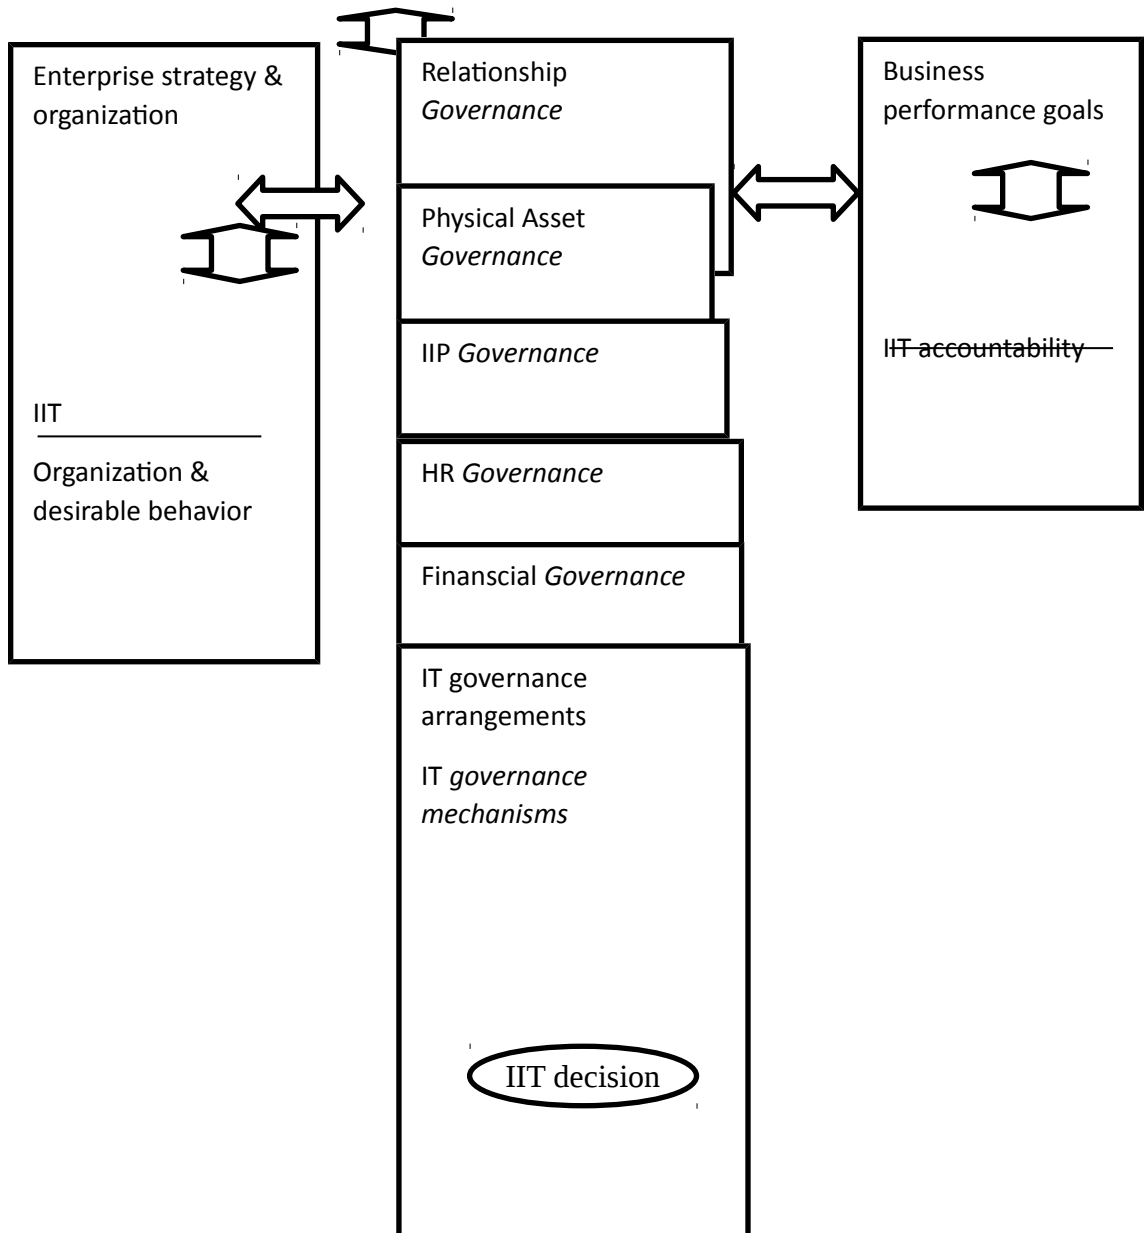 Enterprise strategy &
organization
IIT
Organization &
desirable behavior
Relationship
Governance
Physical Asset
Governance
IIP Governance
HR Governance
Finanscial Governance
IT governance
arrangements
IT governance
mechanisms
IIT decision
Business
performance goals
IIT accountability